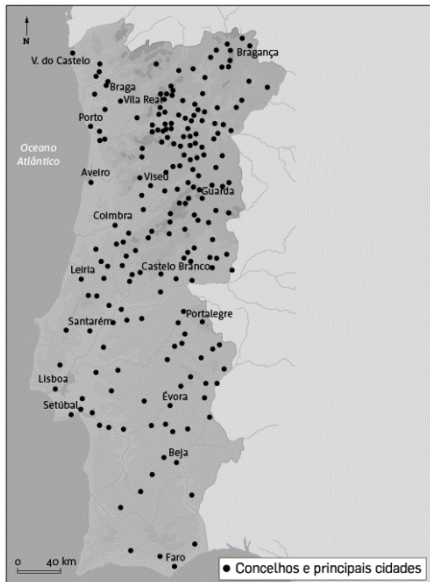 N
V. do Castelo
Bragança
Braga
Vila Real
Porto
Oceano
Atlântico
Aveiro
Viseu
Guarda
Coimbra
Leiria
Castelo Branco
Santarém
Portalegre
Lisboa
Setúbal
Évora
Beja
Faro
0 40 km
Concelhos e principais cidades